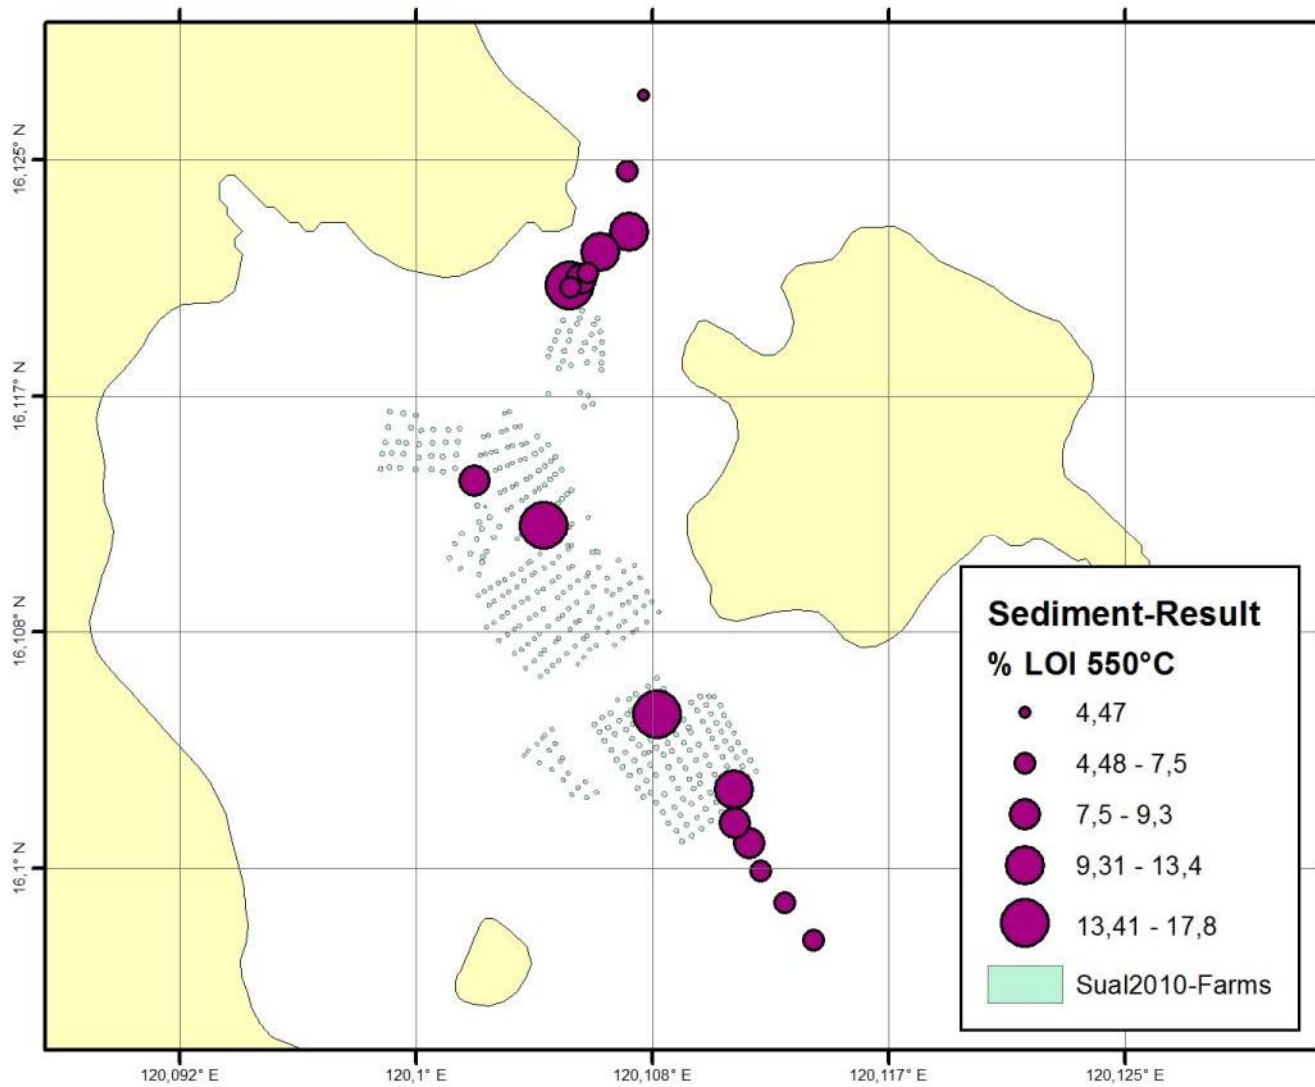 16,125° N
16,117° N
16,108° N
16,1° N
Sediment-Result
% LOI 550°C
4,47
4,48 - 7,5
7,5 - 9,3
9,31 - 13,4
13,41 - 17,8
Sual2010-Farms
120,092° E
120,1° E
120,108° E
120,117° E
120,125° E